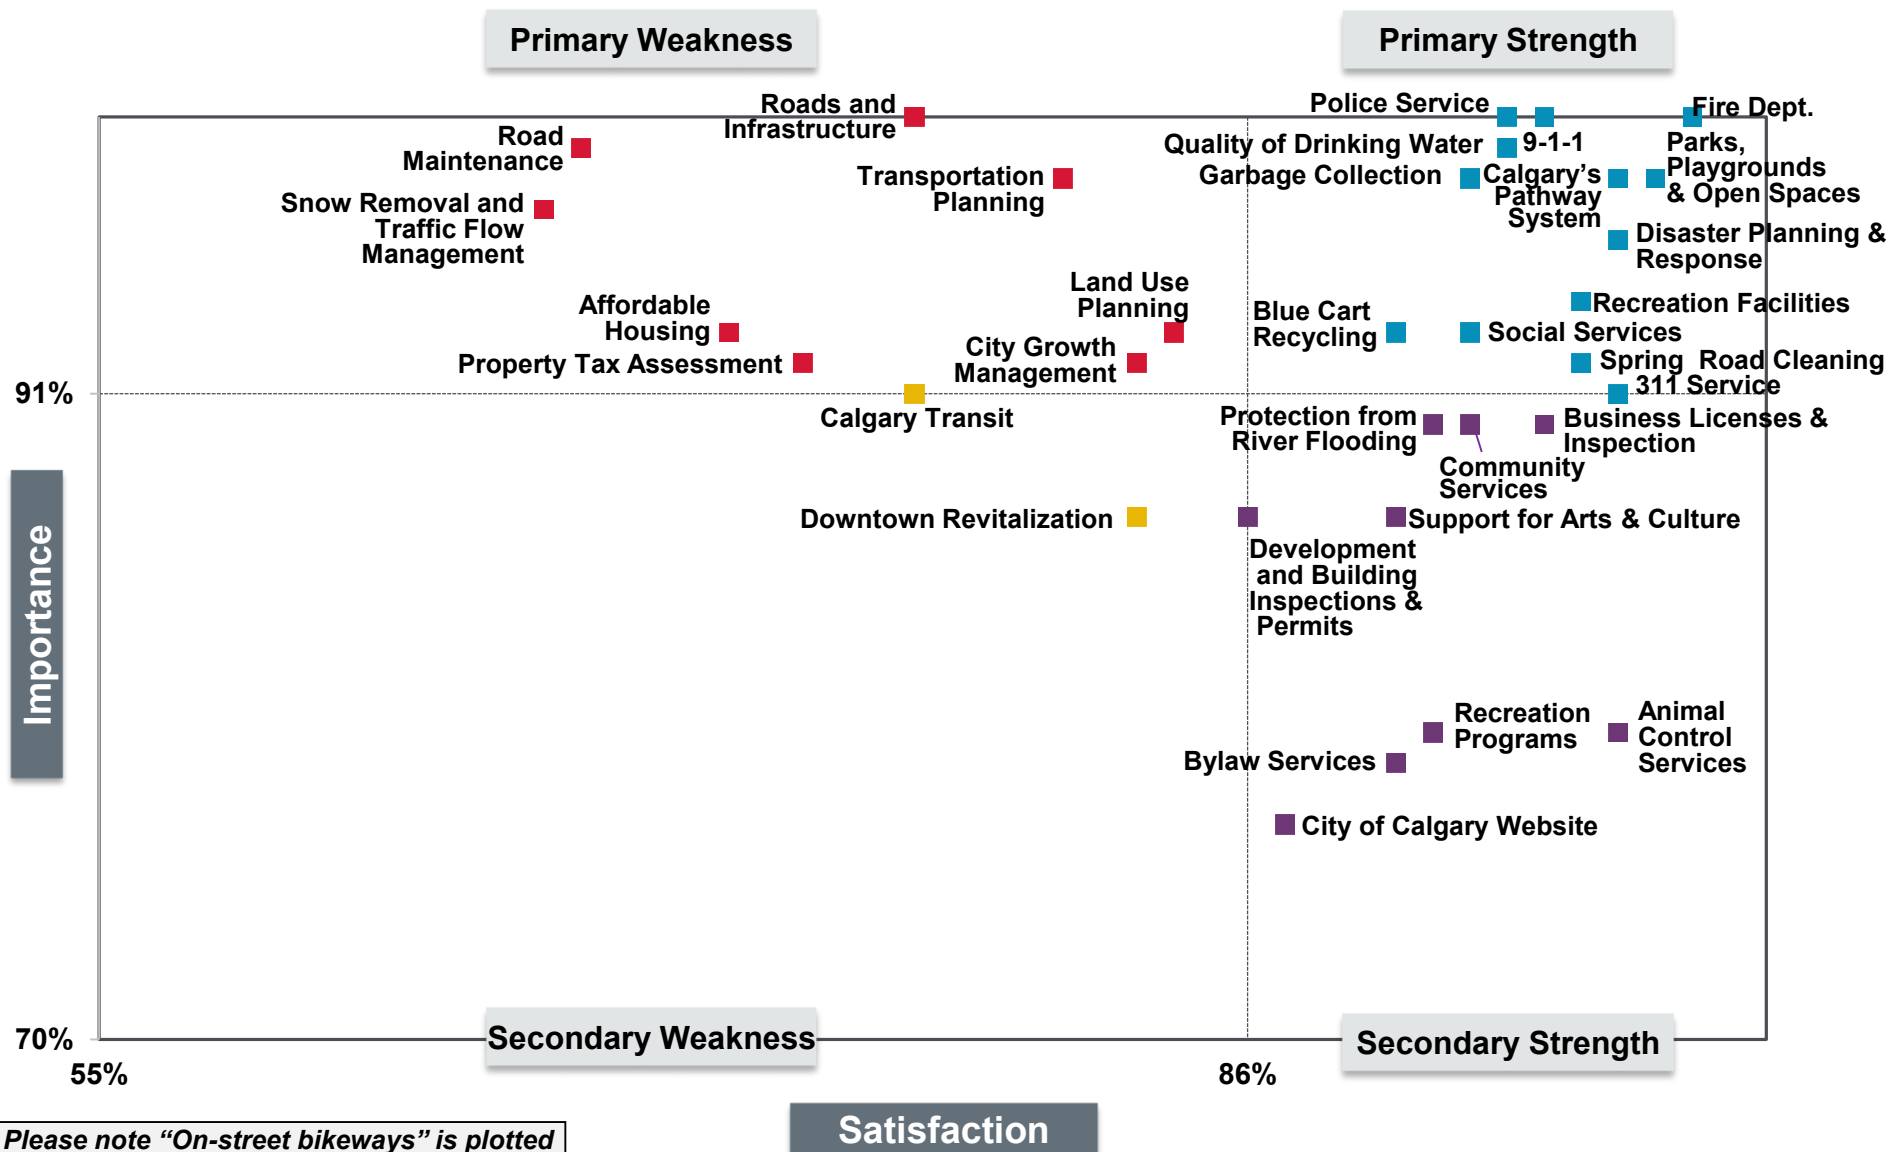 Primary Weakness
Primary Strength
Roads and
Infrastructure
Police Service
Fire Dept.
Road
Maintenance
Quality of Drinking Water
9-1-1
Parks,
Playgrounds
& Open Spaces
Transportation
Planning
Garbage Collection
Calgary’s
Pathway
System
Snow Removal and
Traffic Flow
Management
Disaster Planning &
Response
Land Use
Planning
Affordable
Housing
Blue Cart
Recycling
Recreation Facilities
Social Services
Property Tax Assessment
City Growth
Management
Spring  Road Cleaning
311 Service
91%
Calgary Transit
Protection from
River Flooding
Business Licenses &
Inspection
Community
Services
Downtown Revitalization
Support for Arts & Culture
Development
and Building
Inspections &
Permits
Importance
Recreation
Programs
Animal
Control
Services
Bylaw Services
City of Calgary Website
70%
Secondary Weakness
Secondary Strength
55%
86%
Satisfaction
Please note “On-street bikeways” is plotted